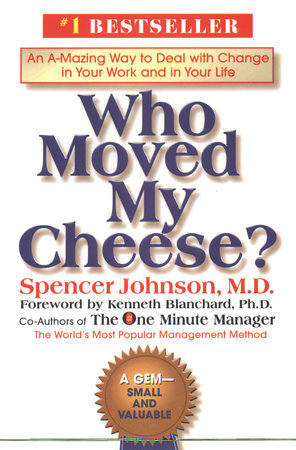 #1 BESTSELLER
An A-Mazing Way to Deal with Change
in Your Work and in Your Life
Who
Moved
My
Cheese?
Spencer Johnson, M.D.
Foreword by Kenneth Blanchard, Ph.D.
Co-Authors of The One Minute Manager
The World's Most Popular Management Method
A GEM—
SMALL
AND
VALUABLE